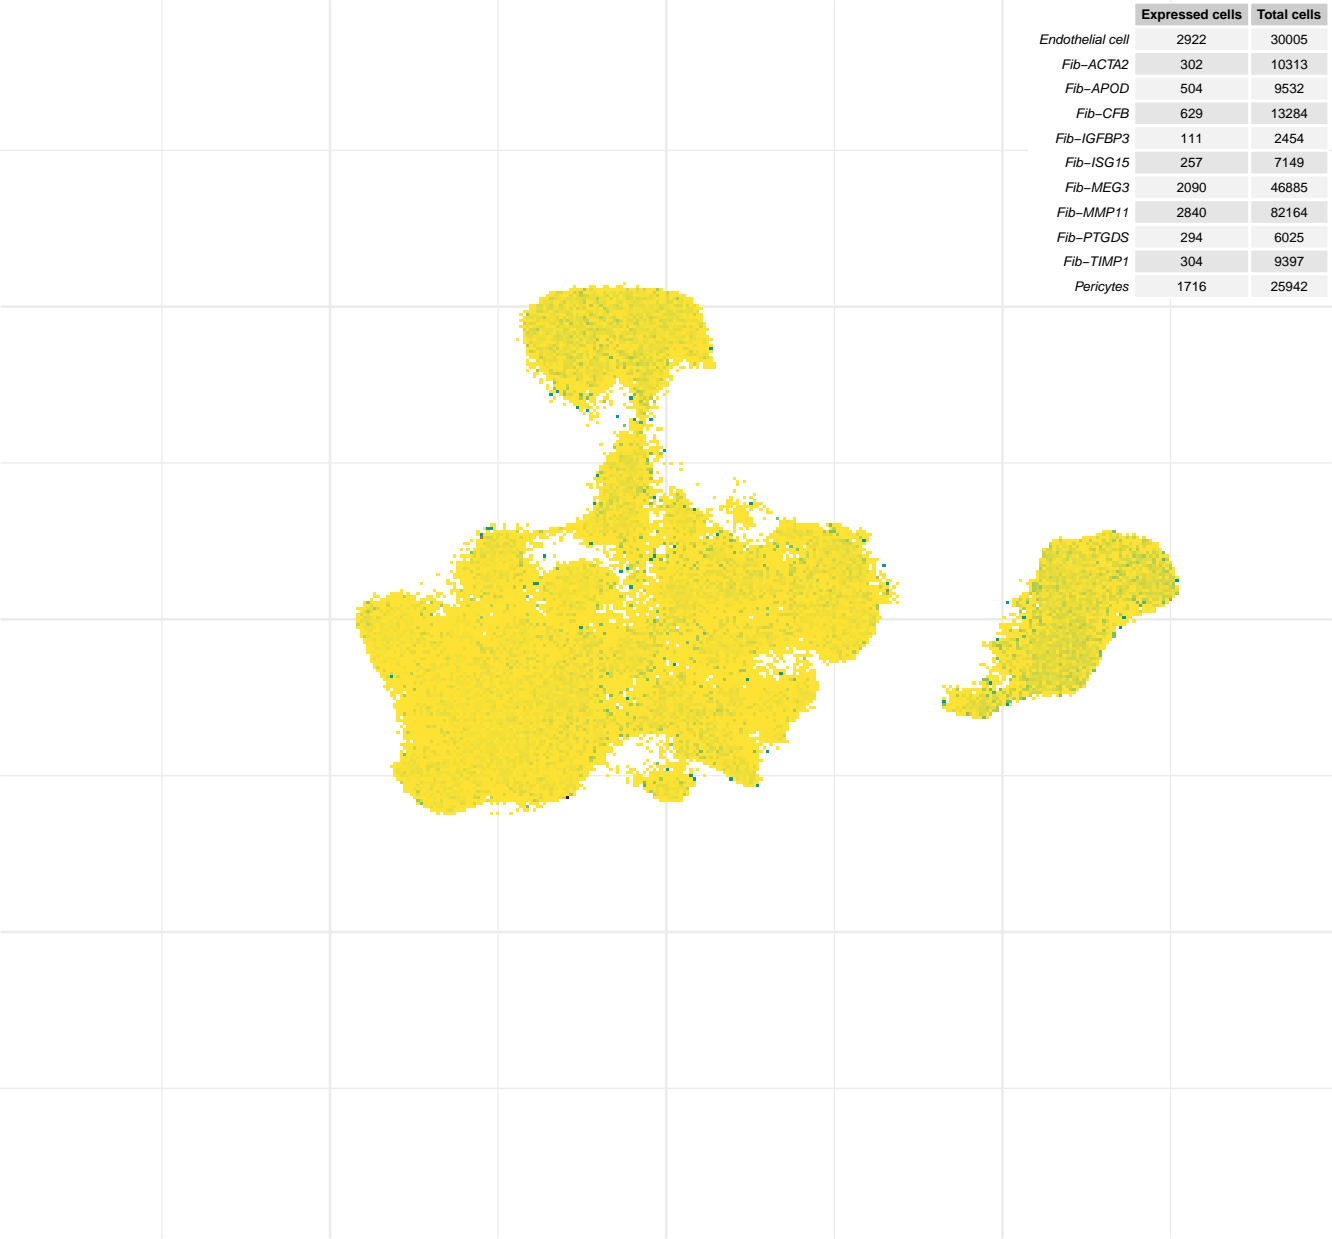 Expressed cells Total cells
Endothelial cell 2922 30005
Fib−ACTA2 302 10313
Fib−APOD 504 9532
Fib−CFB 629 13284
Fib−IGFBP3 111 2454
Fib−ISG15 257 7149
Fib−MEG3 2090 46885
Fib−MMP11 2840 82164
Fib−PTGDS 294 6025
Fib−TIMP1 304 9397
Pericytes 1716 25942